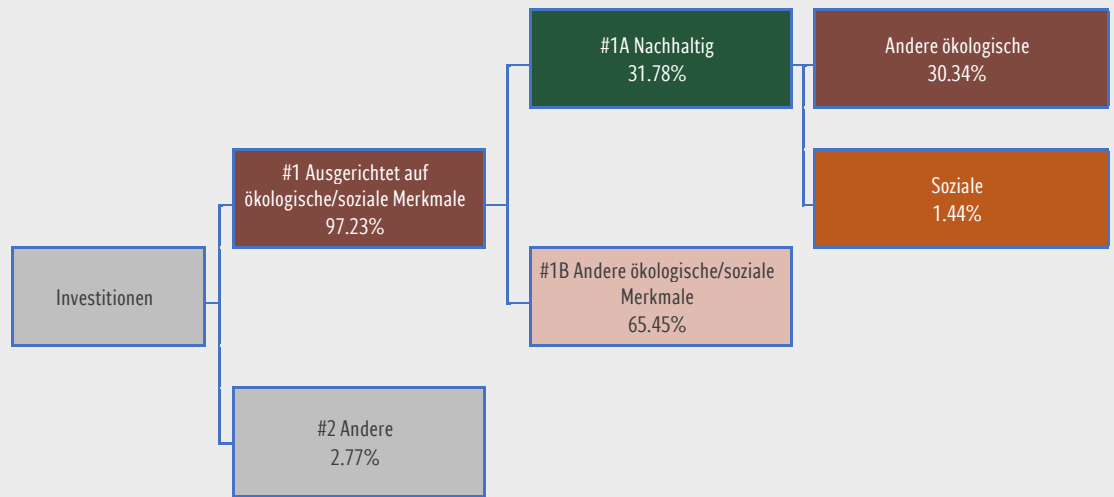 #1A Nachhaltig
31.78%
Andere ökologische
30.34%
#1 Ausgerichtet auf
ökologische/soziale Merkmale
97.23%
Soziale
1.44%
Investitionen
#1B Andere ökologische/soziale
Merkmale
65.45%
#2 Andere
2.77%